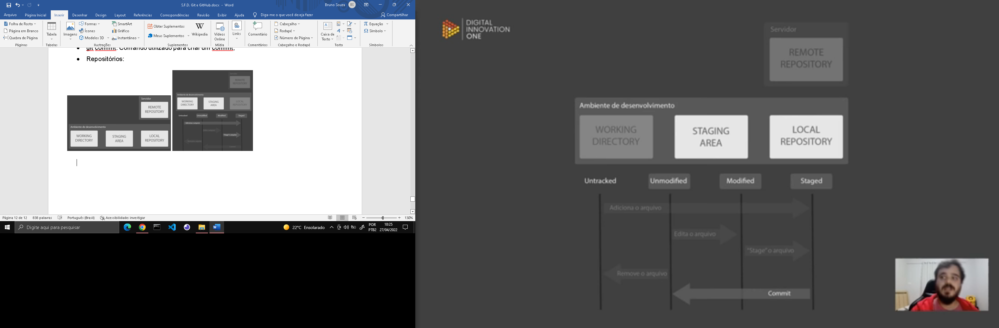 S.F.D. Git e GitHub.docx - Word
Bruno Souza
BS
Arquivo
Página Inicial
Inserir
Desenhar
Design
Layout
Referências
Correspondências
Revisão
Exibir
Ajuda
Diga-me o que você deseja fazer
Compartilhar
Folha de Rosto
Página em Branco
Quebra de Página
Páginas
Tabela
Tabelas
Imagens
Formas
Ícones
Modelos 3D
SmartArt
Gráfico
Instantâneo
Ilustrações
Obter Suplementos
Meus Suplementos
W
Wikipedia
Suplementos
Vídeos
Online
Mídia
Links
Comentário
Comentários
Cabeçalho
Rodapé
Número de Página
Cabeçalho e Rodapé
Caixa de
Texto
Texto
Equação
Símbolo
Símbolos
git commit: Comando utilizado para criar um commit;
Repositórios:
Servidor
REMOTE
REPOSITORY
Ambiente de desenvolvimento
WORKING
DIRECTORY
STAGING
AREA
LOCAL
REPOSITORY
Servidor
REMOTE
REPOSITORY
Ambiente de desenvolvimento
WORKING
DIRECTORY
STAGING
AREA
LOCAL
REPOSITORY
Untracked
Unmodified
Modified
Staged
Adiciona o arquivo
Edita o arquivo
"Stage" o arquivo
Remove o arquivo
Commit
Página 12 de 12
838 palavras
Português (Brasil)
Acessibilidade: investigar
130%
Digite aqui para pesquisar
22°C Ensolarado
POR
PTB2
10:25
27/04/2022
DIGITAL
INNOVATION
ONE
Servidor
REMOTE
REPOSITORY
Ambiente de desenvolvimento
WORKING
DIRECTORY
STAGING
AREA
LOCAL
REPOSITORY
Untracked
Unmodified
Modified
Staged
Adiciona o arquivo
Edita o arquivo
"Stage" o arquivo
Remove o arquivo
Commit